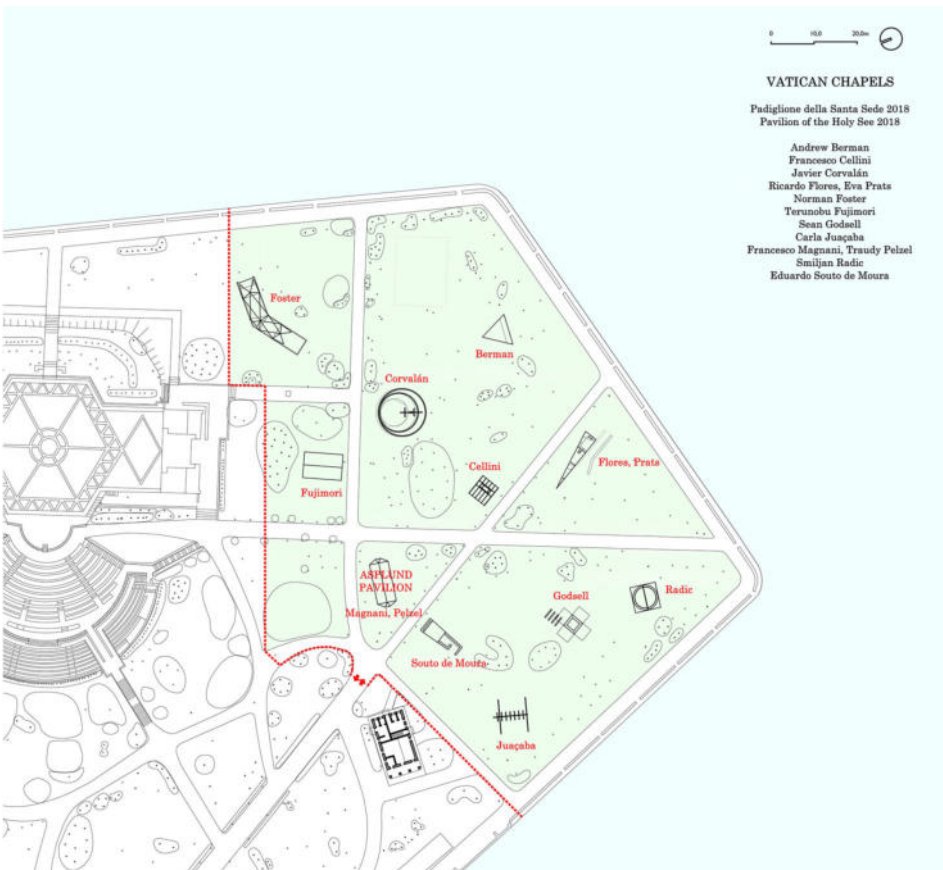 0 10,0 20,0m
VATICAN CHAPELS
Padiglione della Santa Sede 2018
Pavilion of the Holy See 2018
Andrew Berman
Francesco Cellini
Javier Corvalán
Ricardo Flores, Eva Prats
Norman Foster
Terunobu Fujimori
Sean Godsell
Carla Juaçaba
Francesco Magnani, Traudy Pelzel
Smiljan Radic
Eduardo Souto de Moura
Foster
Berman
Corvalán
Cellini
Flores, Prats
Fujimori
ASPLUND
PAVILION
Magnani, Pelzel
Godsell
Radic
Souto de Moura
Juaçaba